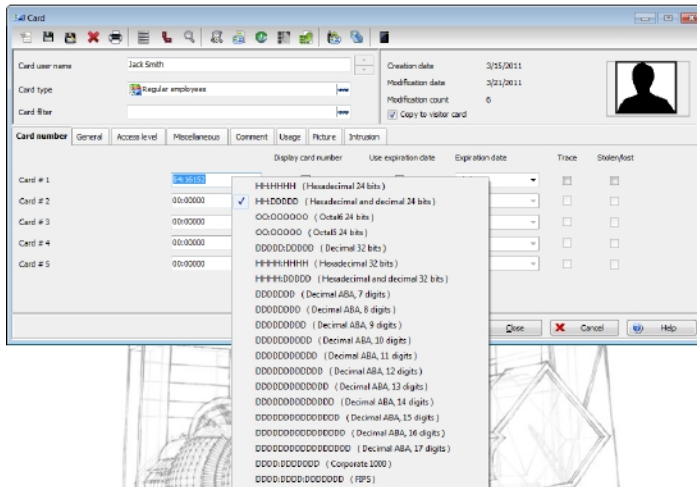 Card
Card user name
Jack Smith
Card type
Regular employees
Card filter
Creation date 3/15/2011
Modification date 3/21/2011
Modification count 6
Copy to visitor card
Card number General Access level Miscellaneous Comment Usage Picture Intrusion
Display card number Use expiration date Expiration date Trace Stolen/lost
Card # 1
Card # 2 00:00000
Card # 3 00:00000
Card # 4 00:00000
Card # 5 00:00000
HH:HHHH (Hexadecimal 24 bits)
HH:DDDDD (Hexadecimal and decimal 24 bits)
OO:OOOOOO (Octal6 24 bits)
OO:OOOOO (Octal5 24 bits)
DDDDD:DDDDD (Decimal 32 bits)
HHHH:HHHH (Hexadecimal 32 bits)
HHHH:DDDDD (Hexadecimal and decimal 32 bits)
DDDDDDD (Decimal ABA, 7 digits)
DDDDDDDD (Decimal ABA, 8 digits)
DDDDDDDDD (Decimal ABA, 9 digits)
DDDDDDDDDD (Decimal ABA, 10 digits)
DDDDDDDDDDD (Decimal ABA, 11 digits)
DDDDDDDDDDDD (Decimal ABA, 12 digits)
DDDDDDDDDDDDD (Decimal ABA, 13 digits)
DDDDDDDDDDDDDD (Decimal ABA, 14 digits)
DDDDDDDDDDDDDDD (Decimal ABA, 15 digits)
DDDDDDDDDDDDDDDD (Decimal ABA, 16 digits)
DDDDDDDDDDDDDDDDD (Decimal ABA, 17 digits)
DDDD:DDDDDDD (Corporate 1000)
DDDD:DDDD:DDDDDDD (FIPS)
Close Cancel Help